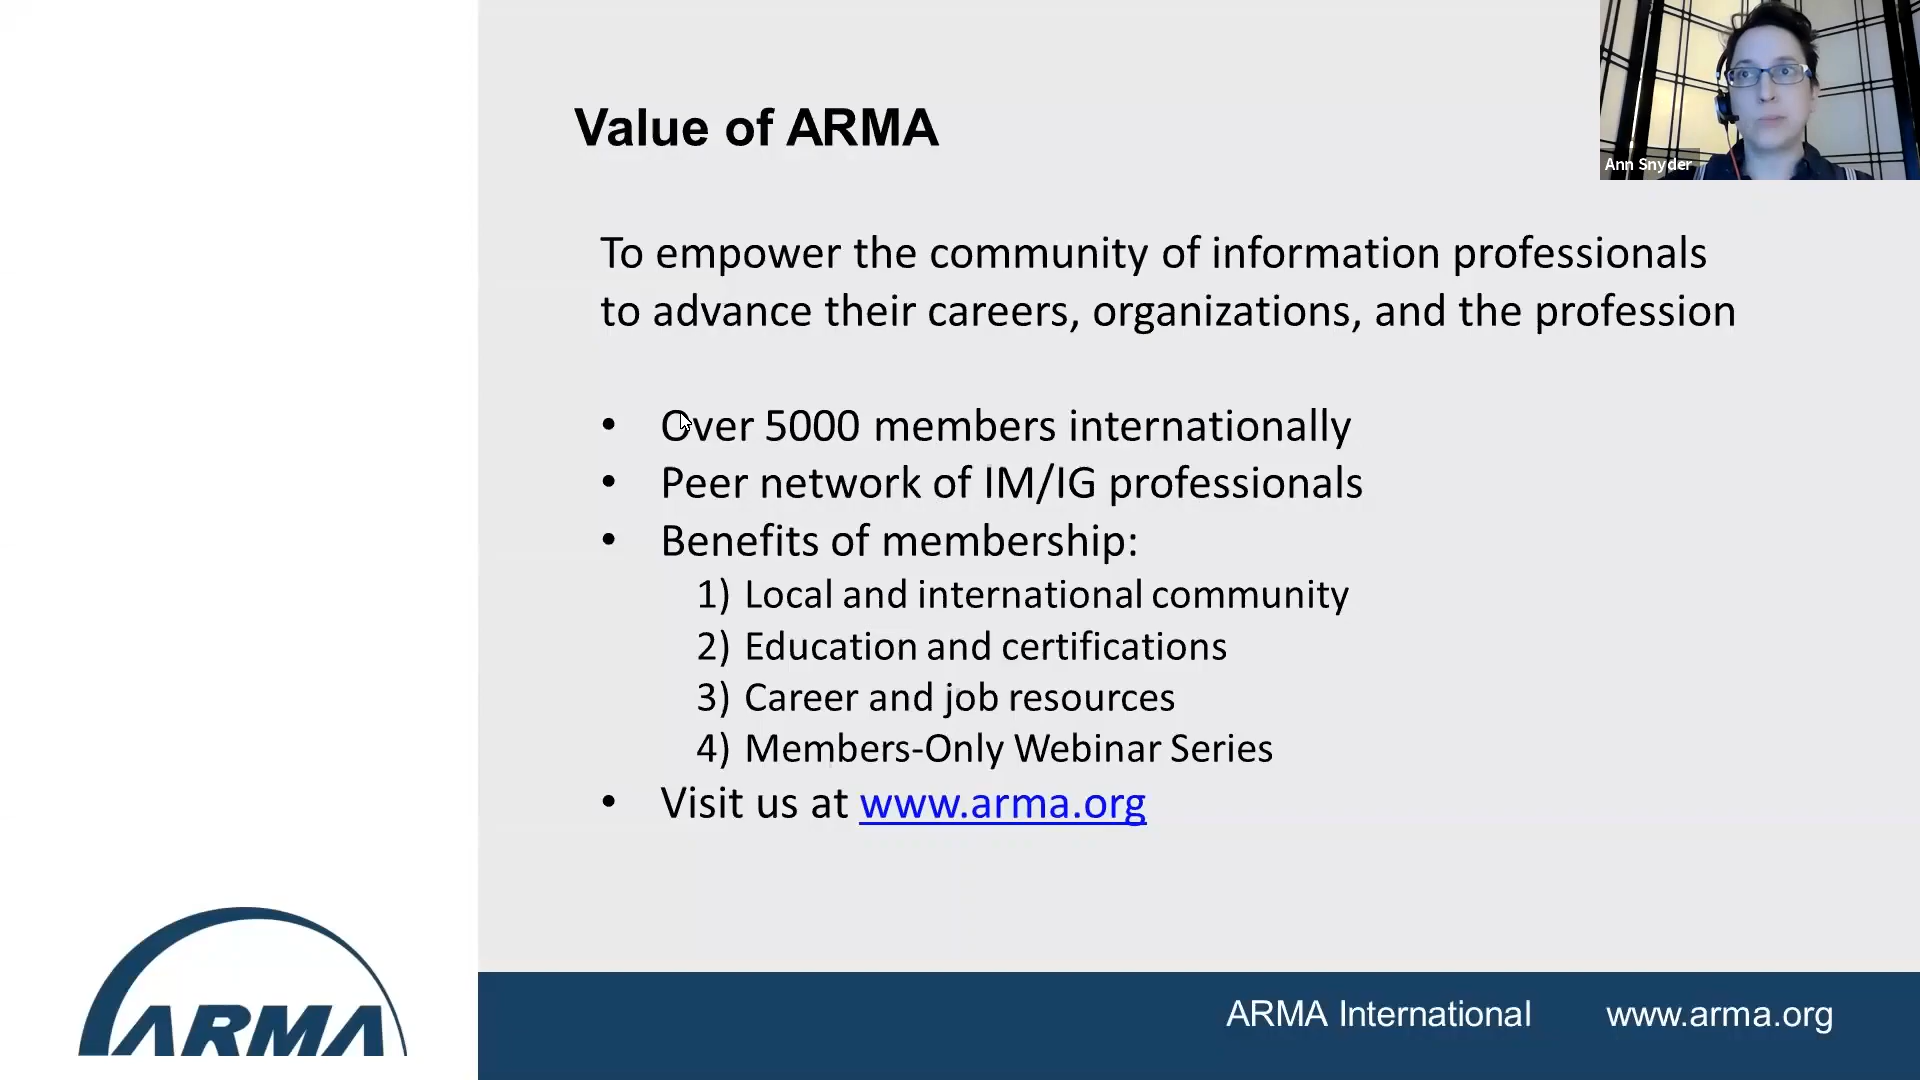 Value of ARMA
Ann Snyder
To empower the community of information professionals
to advance their careers, organizations, and the profession
• Over 5000 members internationally
• Peer network of IM/IG professionals
• Benefits of membership:
1) Local and international community
2) Education and certifications
3) Career and job resources
4) Members-Only Webinar Series
• Visit us at www.arma.org
ARMA
ARMA International www.arma.org